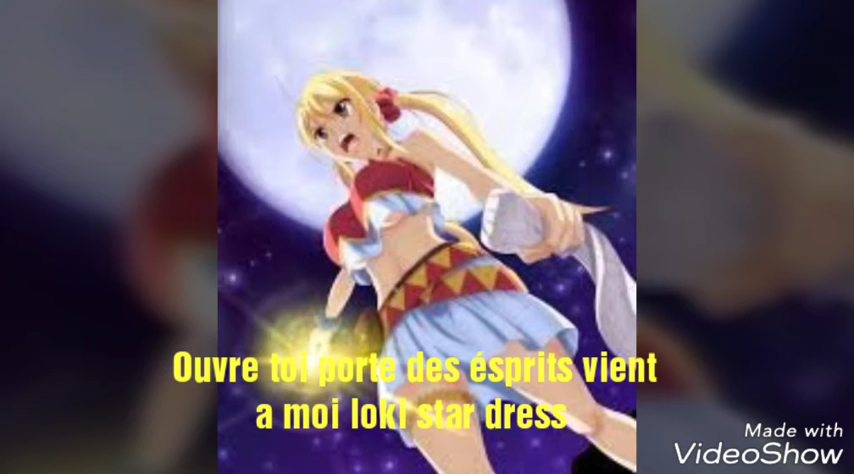 Ouvre toi porte des ésprits vient
a moi loki star dress
Made with
VideoShow